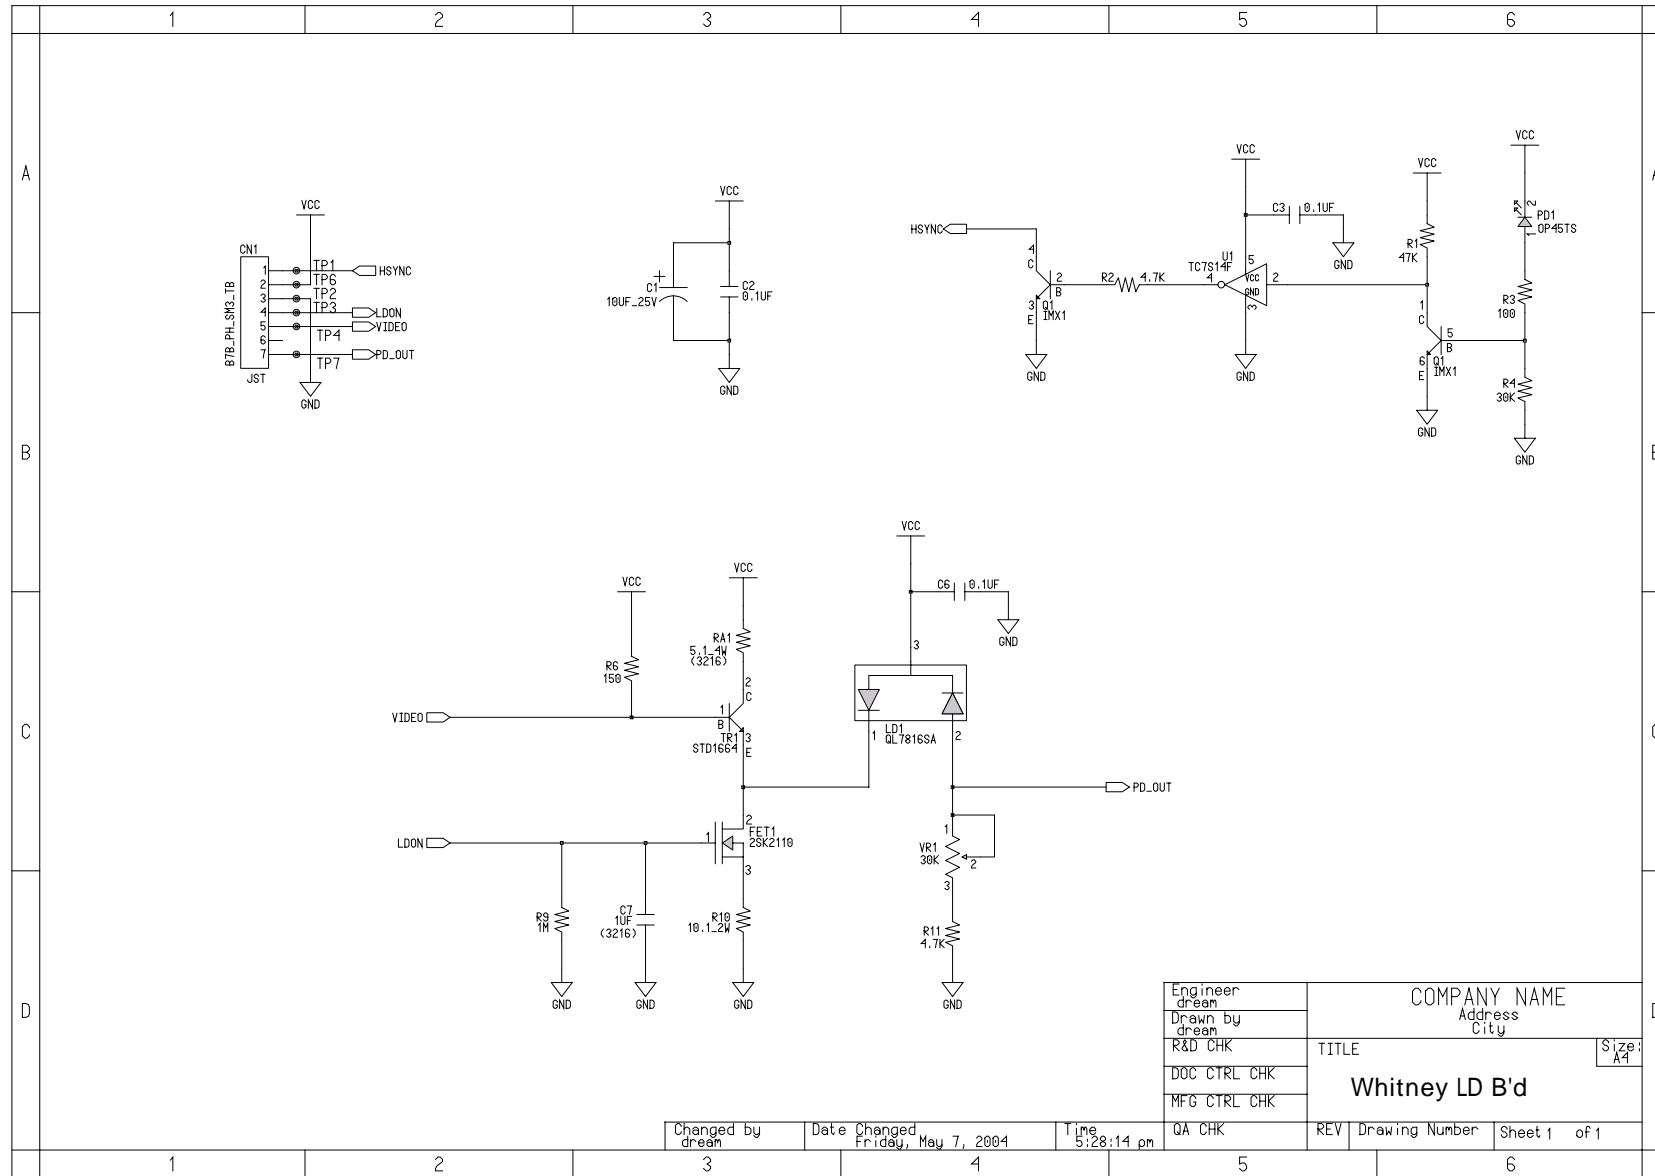 1 2 3 4 5 6
A
B
C
D
VCC
CN1
B7B_PH_SM3_TB
JST
1 TP1 HSYNC
2 TP6
3 TP2
4 TP3 LDON
5 VIDEO
6 TP4
7 PD_OUT
TP7
GND
VCC
+
C1
10UF_25V
C2
0.1UF
GND
HSYNC
4
C
2
B
3
E
Q1
IMX1
GND
R2 4.7K
VCC
C3 0.1UF
GND
U1
TC7S14F
5
4
VCC
GND
2
3
GND
VCC
R1
47K
1
C
5
B
6
E
Q1
IMX1
GND
VCC
2
PD1
OP45TS
1
R3
100
R4
30K
GND
VCC
R6
150
VIDEO
VCC
RA1
5.1_4W
(3216)
2
C
1
B
TR1
3
STD1664
E
VCC
C6 0.1UF
GND
3
LD1
QL7816SA
1
2
PD_OUT
LDON
1
2
FET1
2SK2110
3
R9
1M
GND
C7
1UF
(3216)
GND
R10
10.1_2W
GND
1
VR1
30K
2
3
R11
4.7K
GND
Engineer
dream
Drawn by
dream
R&D CHK
DOC CTRL CHK
MFG CTRL CHK
QA CHK
COMPANY NAME
Address
City
TITLE
Size:
A4
Whitney LD B'd
REV
Drawing Number
Sheet 1 of 1
Changed by
dream
Date Changed
Friday, May 7, 2004
Time
5:28:14 pm
1 2 3 4 5 6